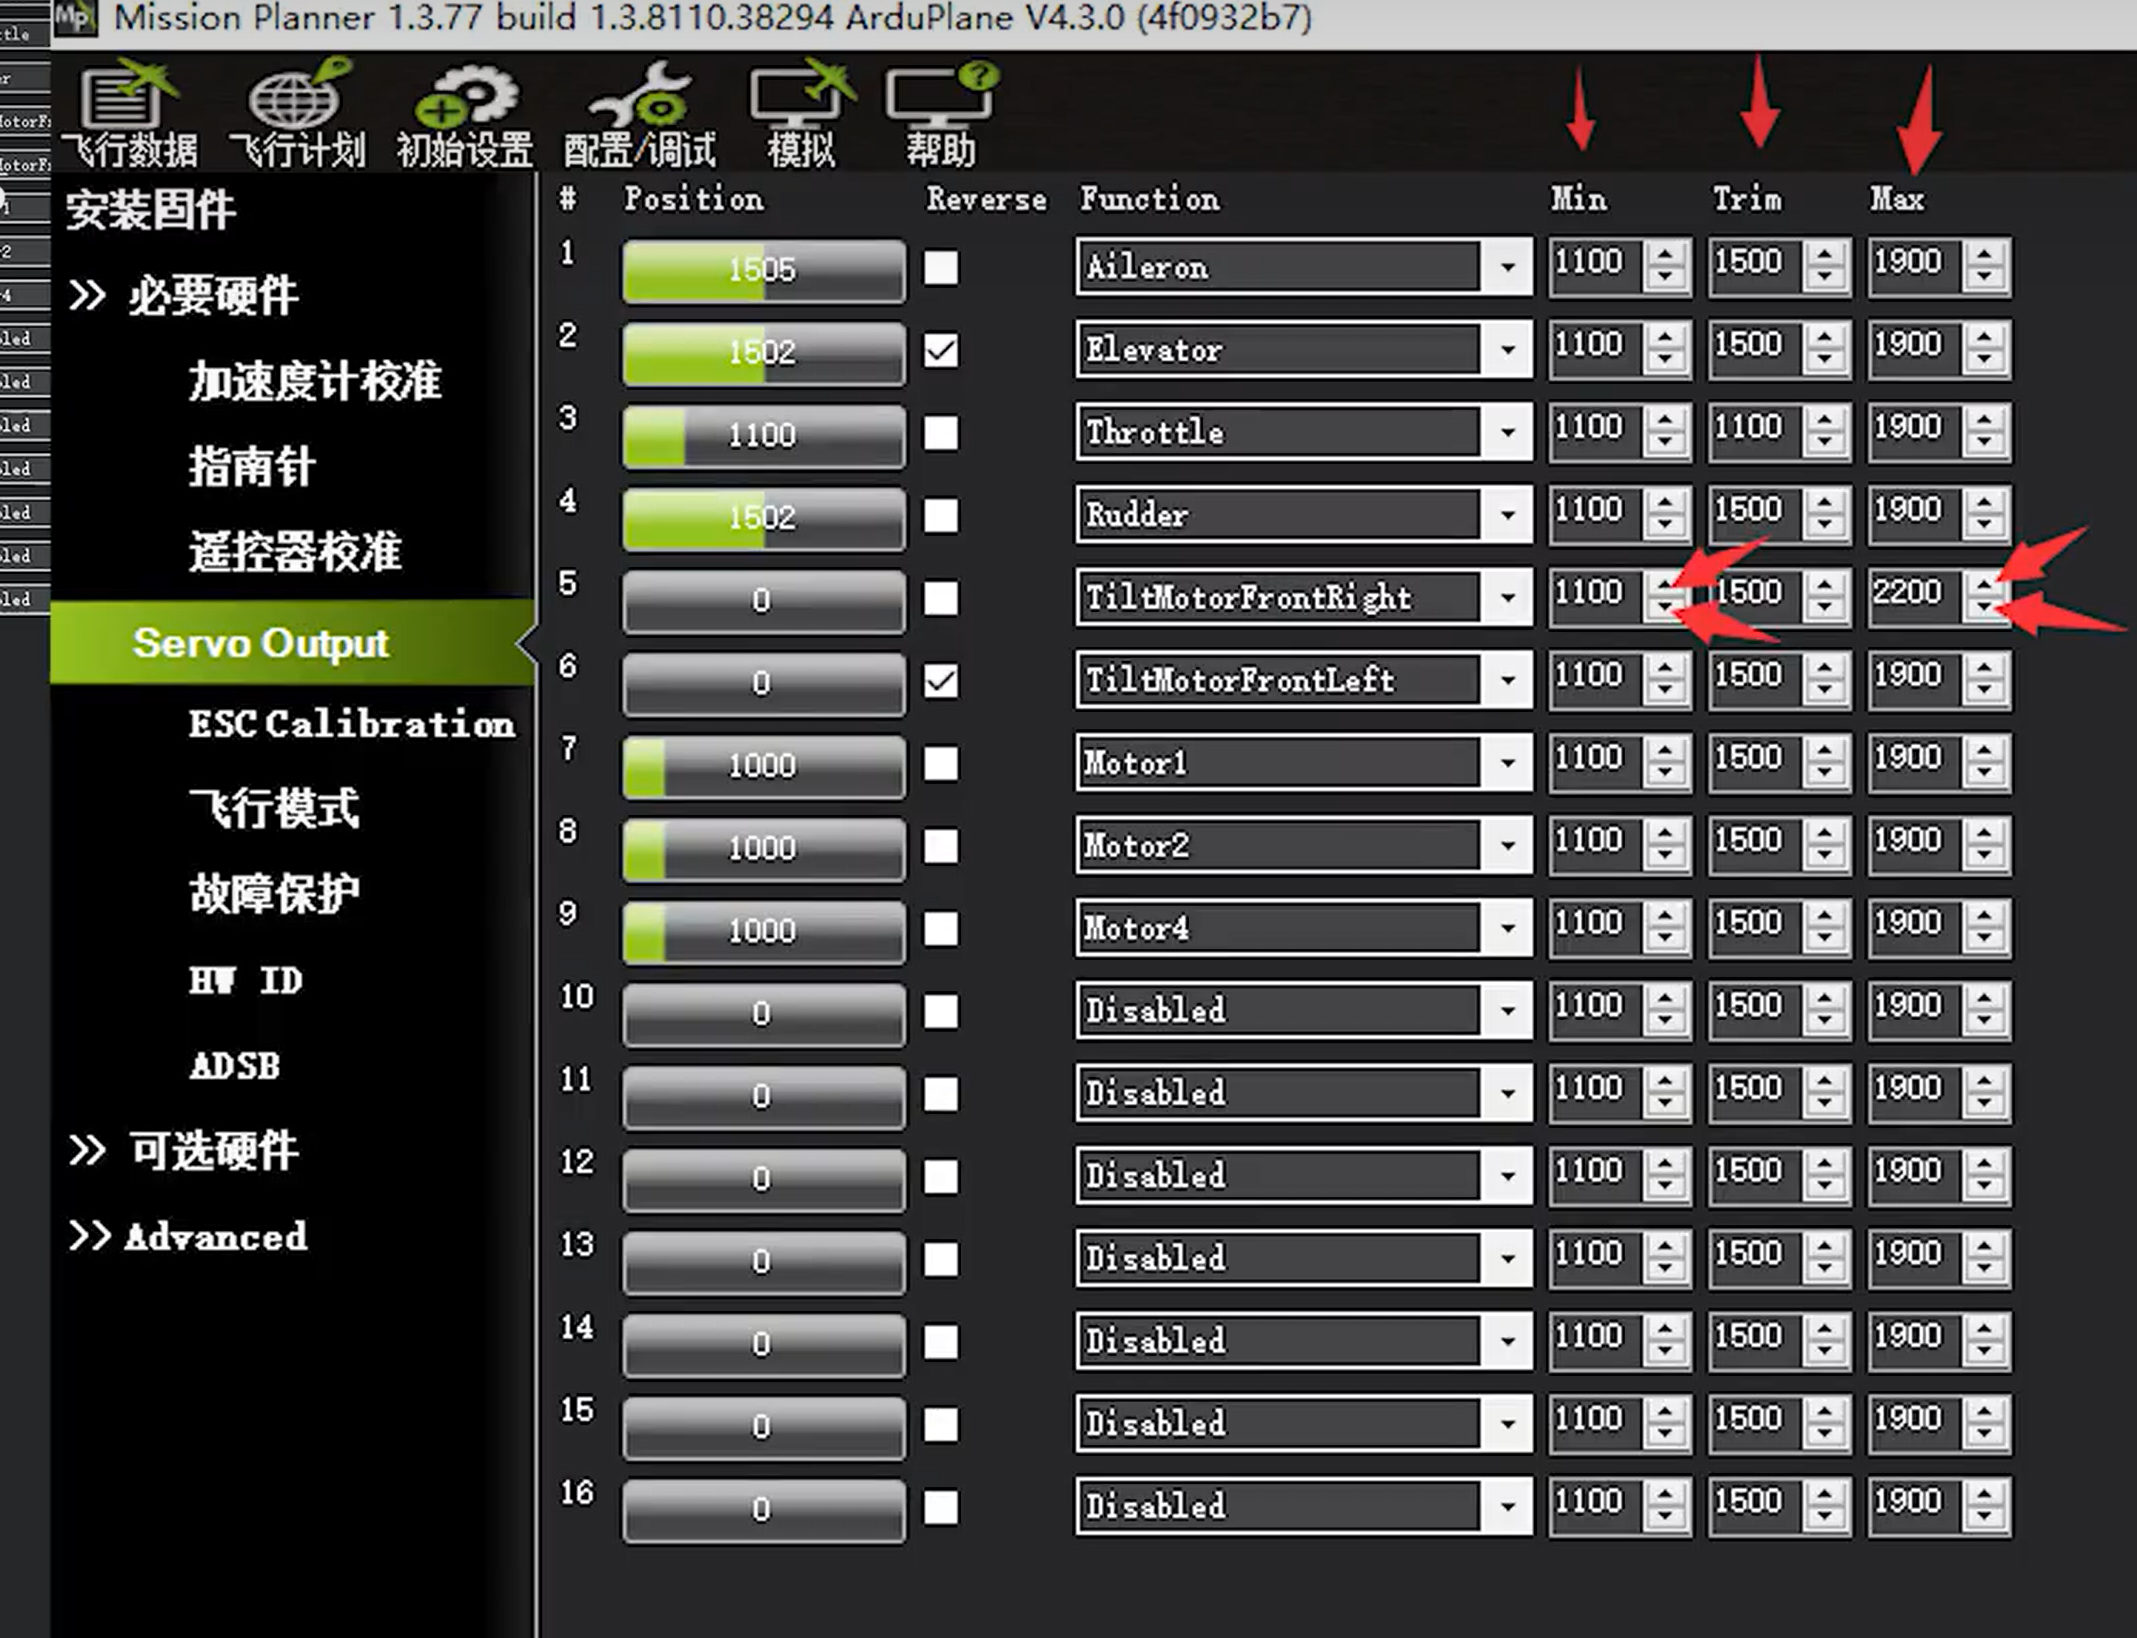 Mission Planner 1.3.77 build 1.3.8110.38294 ArduPlane V4.3.0 (4f0932b7)
飞行数据 飞行计划 初始设置 配置/调试 模拟 帮助
安装固件
>> 必要硬件
加速度计校准
指南针
遥控器校准
Servo Output
ESC Calibration
飞行模式
故障保护
HW ID
ADSB
>> 可选硬件
>> Advanced
# Position Reverse Function Min Trim Max
1 1505 Aileron 1100 1500 1900
2 1502 Elevator 1100 1500 1900
3 1100 Throttle 1100 1100 1900
4 1502 Rudder 1100 1500 1900
5 0 TiltMotorFrontRight 1100 1500 2200
6 0 TiltMotorFrontLeft 1100 1500 1900
7 1000 Motor1 1100 1500 1900
8 1000 Motor2 1100 1500 1900
9 1000 Motor4 1100 1500 1900
10 0 Disabled 1100 1500 1900
11 0 Disabled 1100 1500 1900
12 0 Disabled 1100 1500 1900
13 0 Disabled 1100 1500 1900
14 0 Disabled 1100 1500 1900
15 0 Disabled 1100 1500 1900
16 0 Disabled 1100 1500 1900